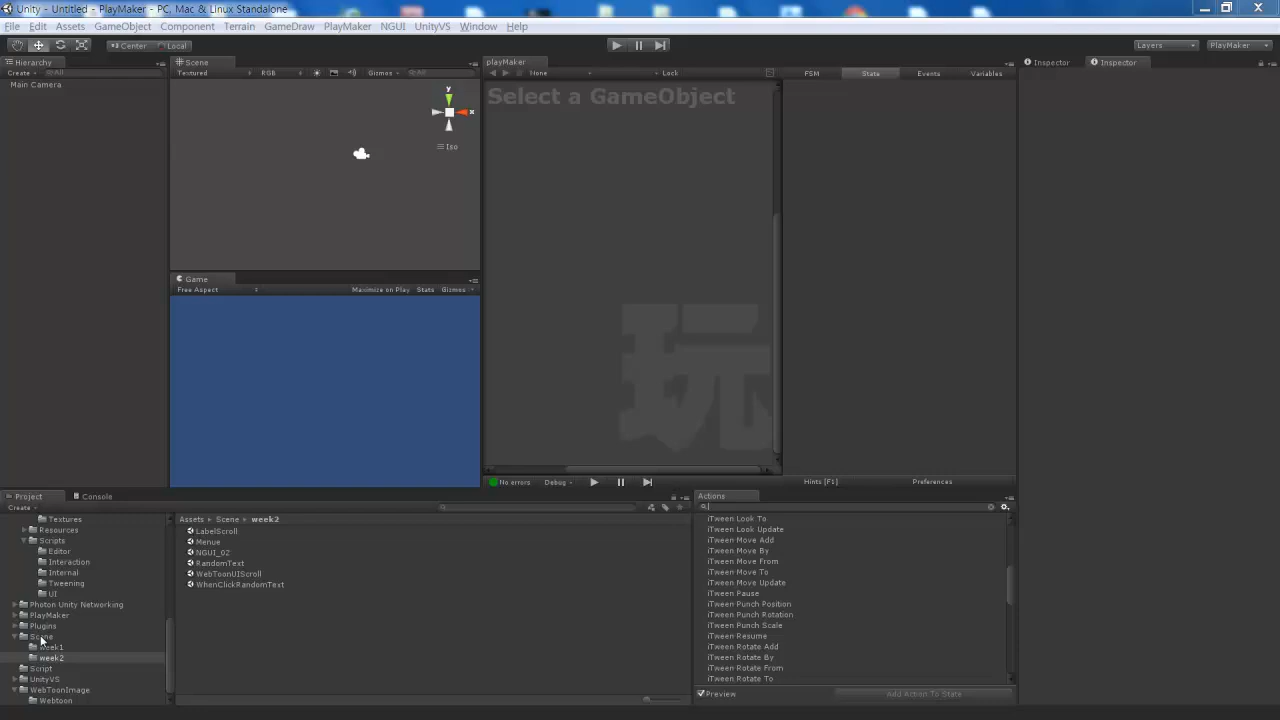 Unity - Untitled - PlayMaker - PC, Mac & Linux Standalone
File Edit Assets GameObject Component Terrain GameDraw PlayMaker NGUI UnityVS Window Help
Center Local Layers PlayMaker
Hierarchy Scene playMaker Inspector Inspector
Create All Textured RGB Gizmos All None Lock FSM State Events Variables
Main Camera
Select a GameObject
y
x
Iso
玩
Game
Free Aspect Maximize on Play Stats Gizmos
No errors Debug Hints [F1] Preferences
Project Console Actions
Create
Assets Scene week2
Textures
Resources
Scripts
Editor
Interaction
Internal
Tweening
UI
Photon Unity Networking
PlayMaker
Plugins
Scene
week1
week2
Script
UnityVS
WebToonImage
Webtoon
LabelScroll
Menue
NGUI_02
RandomText
WebToonUIScroll
WhenClickRandomText
iTween Look To
iTween Look Update
iTween Move Add
iTween Move By
iTween Move From
iTween Move To
iTween Move Update
iTween Pause
iTween Punch Position
iTween Punch Rotation
iTween Punch Scale
iTween Resume
iTween Rotate Add
iTween Rotate By
iTween Rotate From
iTween Rotate To
Preview Add Action To State